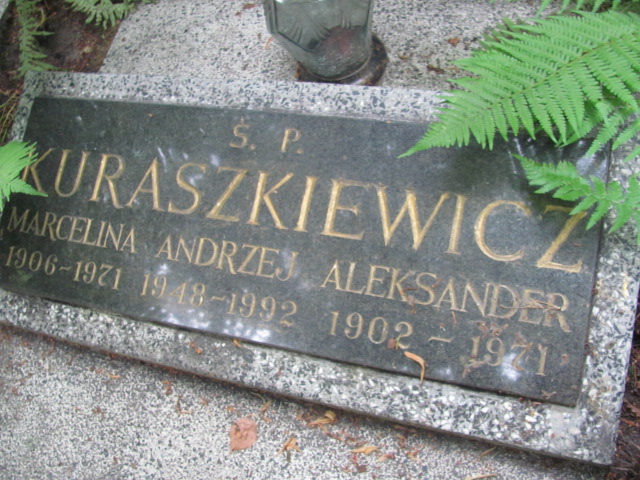 Ś. P.
KURASZKIEWICZ
MARCELINA ANDRZEJ ALEKSANDER
1906-1971 1948-1992 1902-1971